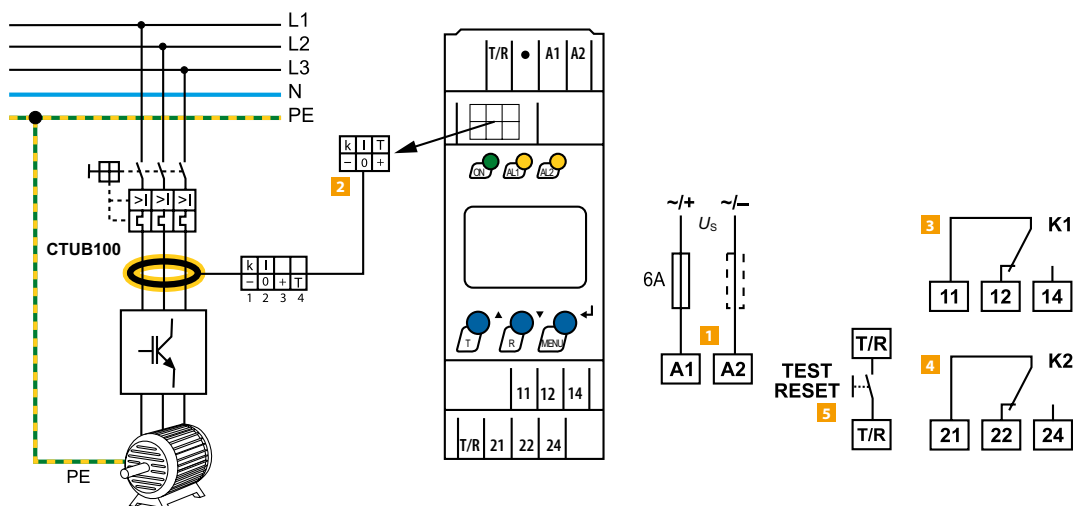 L1
L2
L3
N
PE
>I >I >I
CTUB100
k I
– 0 + T
1 2 3 4
PE
k I T
– 0 +
2
T/R • A1 A2
ON AL1 AL2
T R MENU
11 12 14
T/R 21 22 24
~/+ ~/–
US
6A
1
A1 A2
T/R
TEST
RESET
5
T/R
3 K1
11 12 14
4 K2
21 22 24